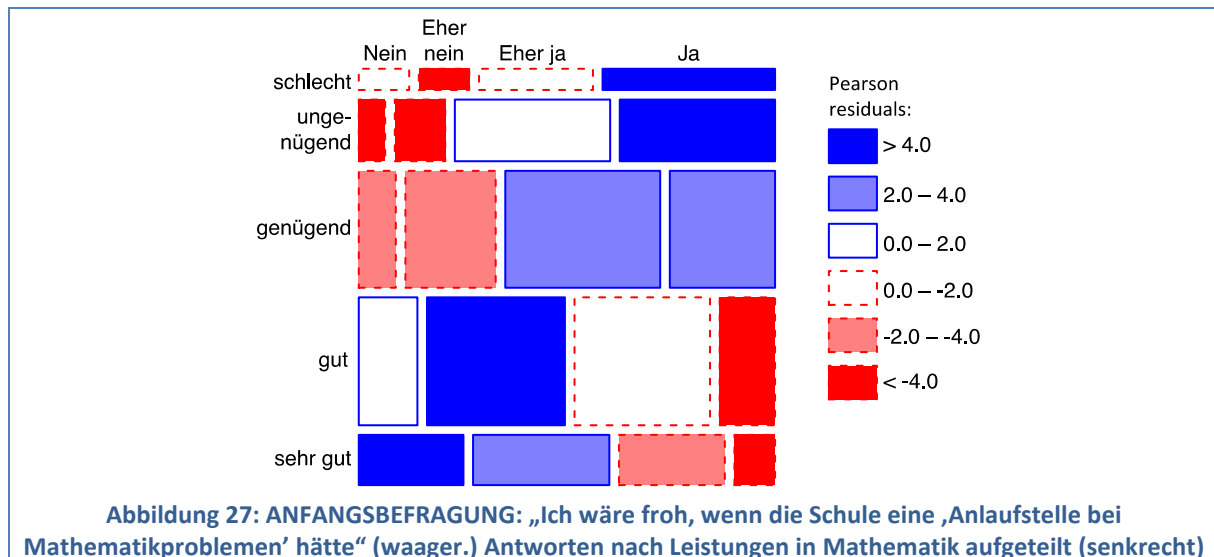 Nein
Eher
nein
Eher ja
Ja
schlecht
unge-
nügend
genügend
gut
sehr gut
Pearson
residuals:
> 4.0
2.0 – 4.0
0.0 – 2.0
0.0 – -2.0
-2.0 – -4.0
< -4.0
Abbildung 27: ANFANGSBEFRAGUNG: „Ich wäre froh, wenn die Schule eine ‚Anlaufstelle bei
Mathematikproblemen’ hätte“ (waager.) Antworten nach Leistungen in Mathematik aufgeteilt (senkrecht)